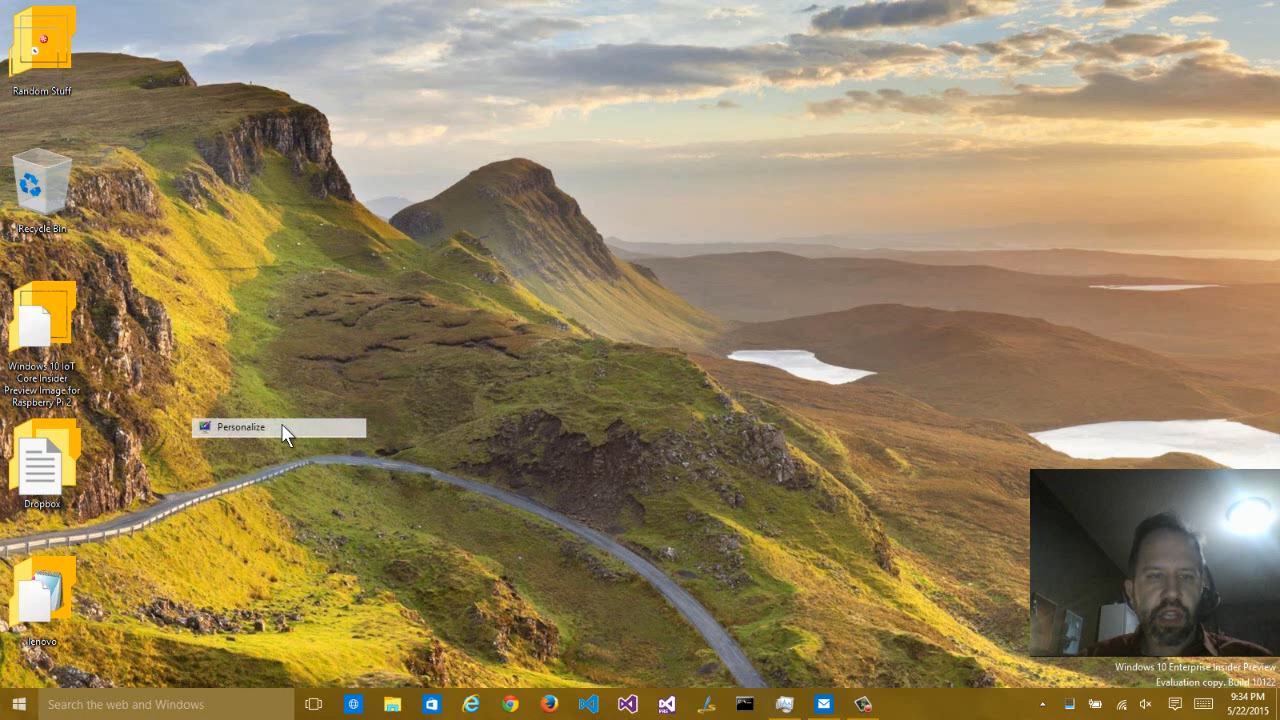 Random Stuff
Recycle Bin
Windows 10 IoT
Core Insider
Preview Image for
Raspberry Pi 2
Dropbox
lenovo
Personalize
Windows 10 Enterprise Insider Preview
Evaluation copy. Build 10122
Search the web and Windows
9:34 PM
5/22/2015